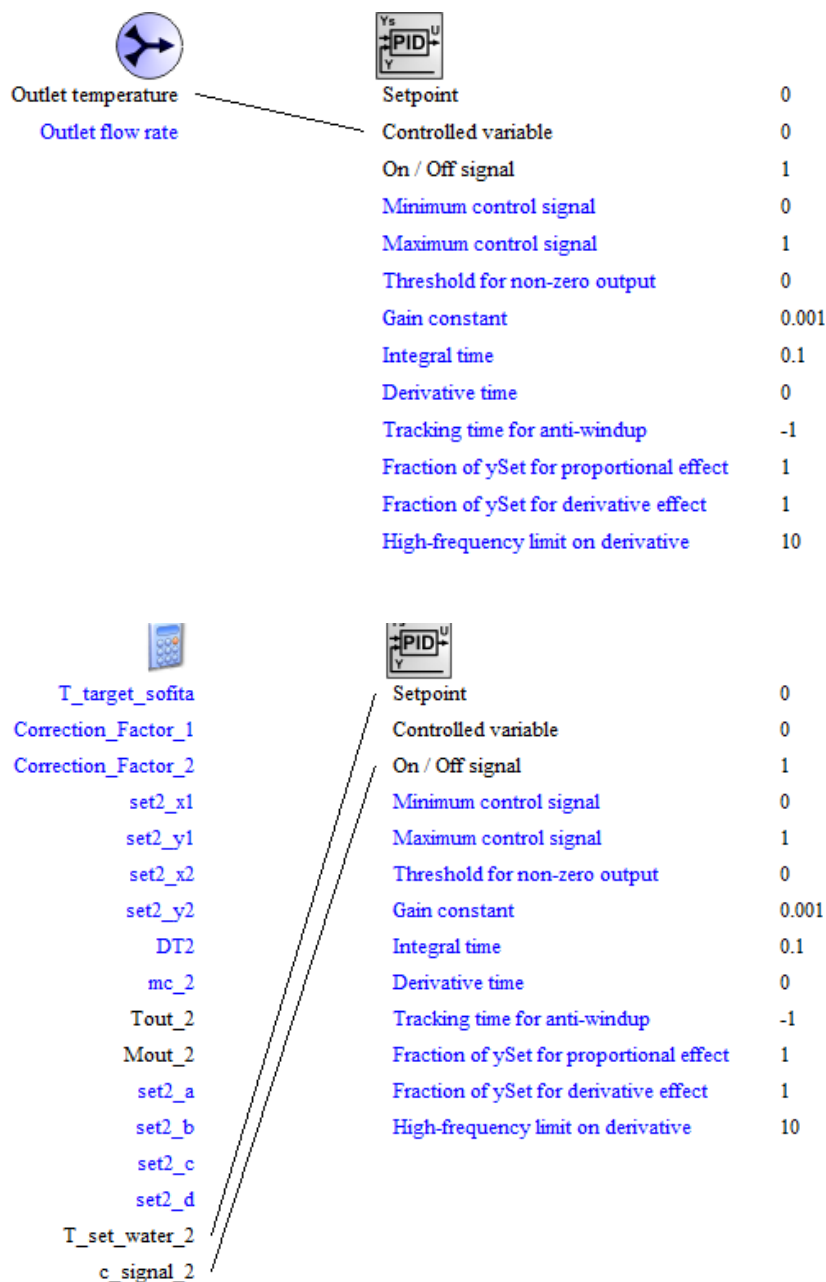 Ys
U
PID
Y
Outlet temperature Setpoint 0
Outlet flow rate Controlled variable 0
On / Off signal 1
Minimum control signal 0
Maximum control signal 1
Threshold for non-zero output 0
Gain constant 0.001
Integral time 0.1
Derivative time 0
Tracking time for anti-windup -1
Fraction of ySet for proportional effect 1
Fraction of ySet for derivative effect 1
High-frequency limit on derivative 10
U
PID
Y
T_target_sofita Setpoint 0
Correction_Factor_1 Controlled variable 0
Correction_Factor_2 On / Off signal 1
set2_x1 Minimum control signal 0
set2_y1 Maximum control signal 1
set2_x2 Threshold for non-zero output 0
set2_y2 Gain constant 0.001
DT2 Integral time 0.1
mc_2 Derivative time 0
Tout_2 Tracking time for anti-windup -1
Mout_2 Fraction of ySet for proportional effect 1
set2_a Fraction of ySet for derivative effect 1
set2_b High-frequency limit on derivative 10
set2_c
set2_d
T_set_water_2
c_signal_2